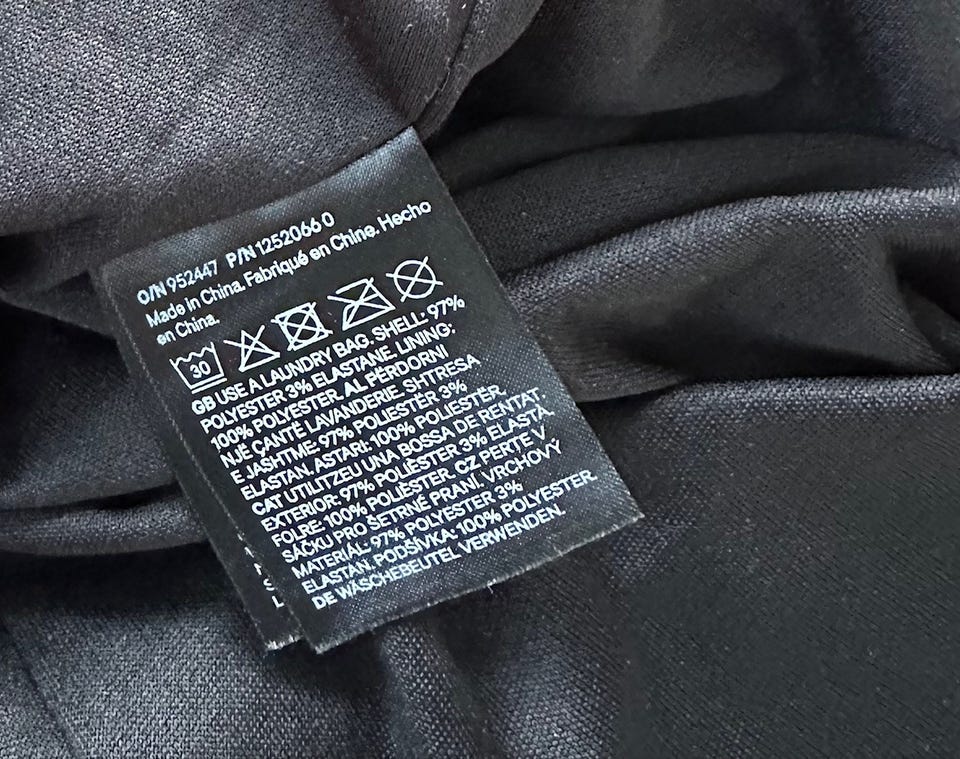 O/N 952447 P/N 1252066 0
Made in China. Fabriqué en Chine. Hecho
en China.
30
GB USE A LAUNDRY BAG. SHELL: 97%
POLYESTER 3% ELASTANE. LINING:
100% POLYESTER. AL PËRDORNI
NJË ÇANTË LAVANDERIE. SHTRESA
E JASHTME: 97% POLIESTËR 3%
ELASTAN. ASTARI: 100% POLIESTËR.
CAT UTILITZEU UNA BOSSA DE RENTAT.
EXTERIOR: 97% POLIÈSTER 3% ELASTÀ.
FOLRE: 100% POLIÈSTER. CZ PERTE V
SÁČKU PRO ŠETRNÉ PRANÍ. VRCHOVÝ
MATERIÁL: 97% POLYESTER 3%
ELASTAN. PODŠÍVKA: 100% POLYESTER.
DE WÄSCHEBEUTEL VERWENDEN.